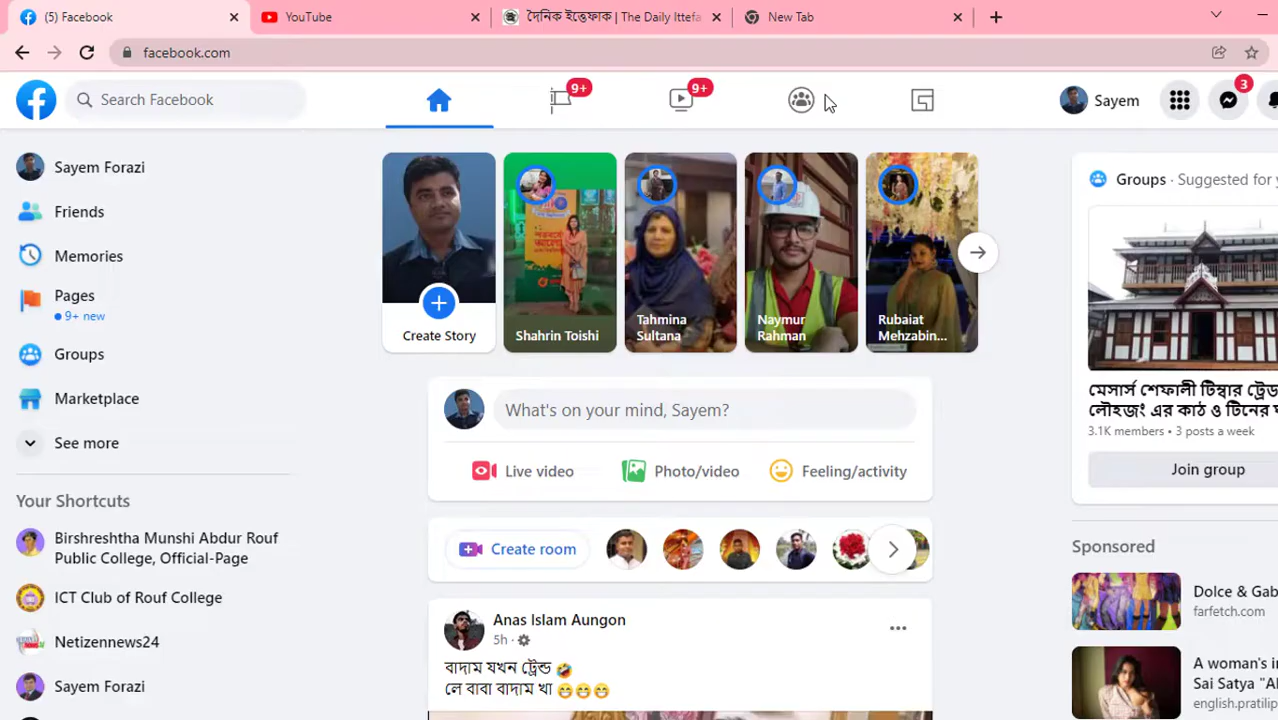 (5) Facebook
YouTube
দৈনিক ইত্তেফাক | The Daily Ittefa
New Tab
facebook.com
Search Facebook
9+
9+
Sayem
3
Sayem Forazi
Friends
Memories
Pages
9+ new
Groups
Marketplace
See more
Your Shortcuts
Birshreshtha Munshi Abdur Rouf
Public College, Official-Page
ICT Club of Rouf College
Netizennews24
Sayem Forazi
Create Story
Shahrin Toishi
Tahmina
Sultana
Naymur
Rahman
Rubaiat
Mehzabin...
What's on your mind, Sayem?
Live video
Photo/video
Feeling/activity
Create room
Anas Islam Aungon
5h ·
বাদাম যখন ট্রেন্ড 🤣
লে বাবা বাদাম খা 😁😁😁
Groups · Suggested for y
মেসার্স শেফালী টিম্বার ট্রেড
লৌহজং এর কাঠ ও টিনের ঘ
3.1K members • 3 posts a week
Join group
Sponsored
Dolce & Gab
farfetch.com
A woman's in
Sai Satya "Al
english.pratilip